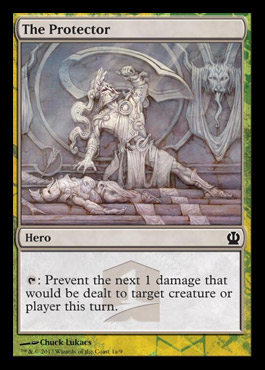 The Protector
Hero
: Prevent the next 1 damage that
would be dealt to target creature or
player this turn.
Chuck Lukacs
™ & © 2013 Wizards of the Coast 1a/9